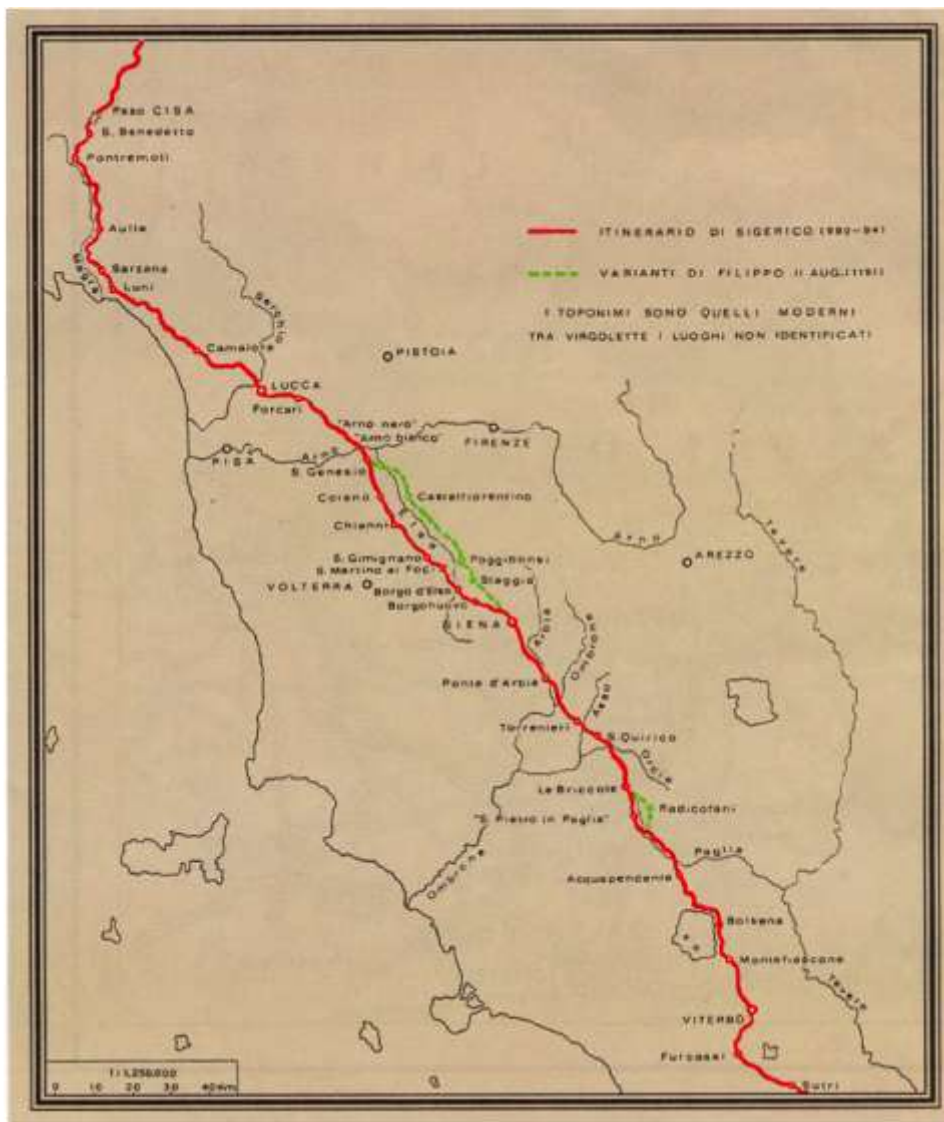 Paso CISA
S. Benedetto
Pontremoli
Aulla
Magra
Sarzana
Luni
Serchio
ITINERARIO DI SIGERICO (990-94)
VARIANTI DI FILIPPO II AUG. (1191)
I TOPONIMI SONO QUELLI MODERNI
TRA VIRGOLETTE I LUOGHI NON IDENTIFICATI
Camaiore
PISTOIA
LUCCA
Porcari
"Arno nero"
"Arno bianco"
FIRENZE
PISA
Arno
S. Genesio
Coiano
Castelfiorentino
Chianni
Elsa
Arno
Tevere
S. Gimignano
Poggibonsi
AREZZO
S. Martino ai Foci
Staggia
VOLTERRA
Borgo d'Elsa
Borgonuovo
SIENA
Arbia
Ombrone
Ponte d'Arbia
Asso
Torrenieri
S. Quirico
Orcia
Le Briccole
Radicofani
"S. Pietro in Paglia"
Paglia
Ombrone
Acquapendente
Bolsena
Montefiascone
Tevere
VITERBO
Furcassi
Sutri
1:1.250.000
0 10 20 30 40 Km